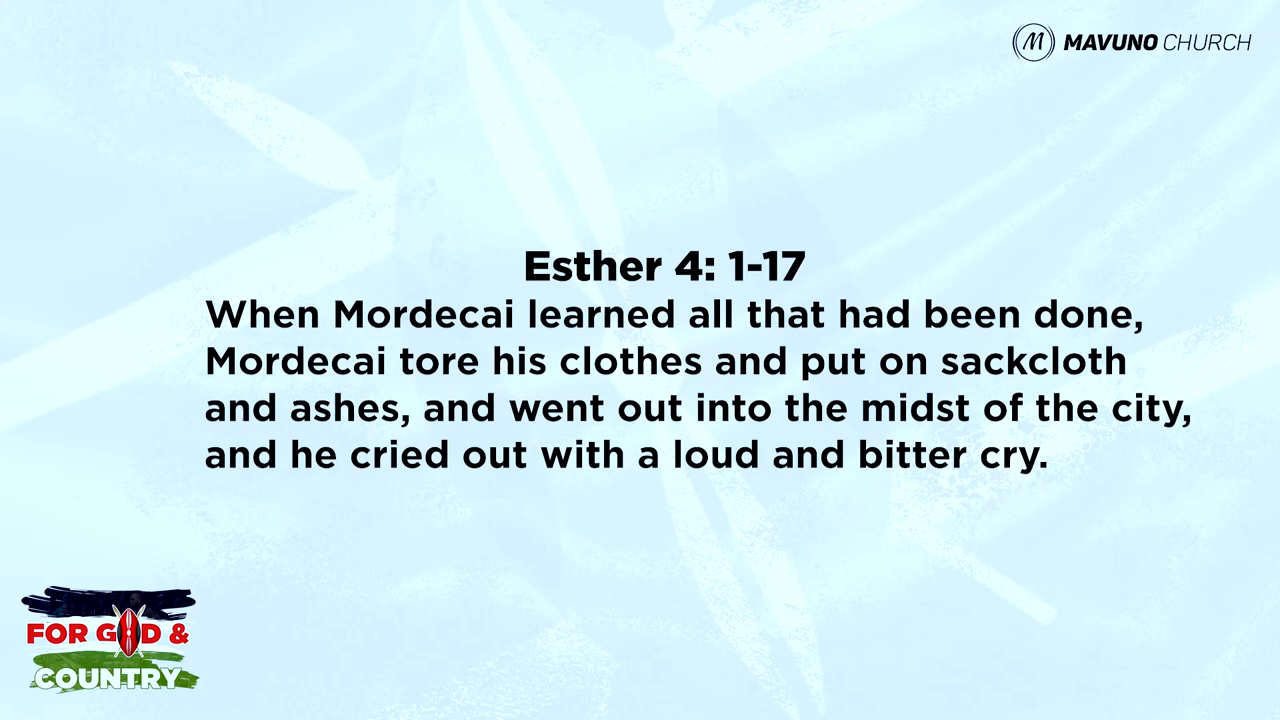 MAVUNO CHURCH
Esther 4: 1-17
When Mordecai learned all that had been done,
Mordecai tore his clothes and put on sackcloth
and ashes, and went out into the midst of the city,
and he cried out with a loud and bitter cry.
FOR GOD &
COUNTRY